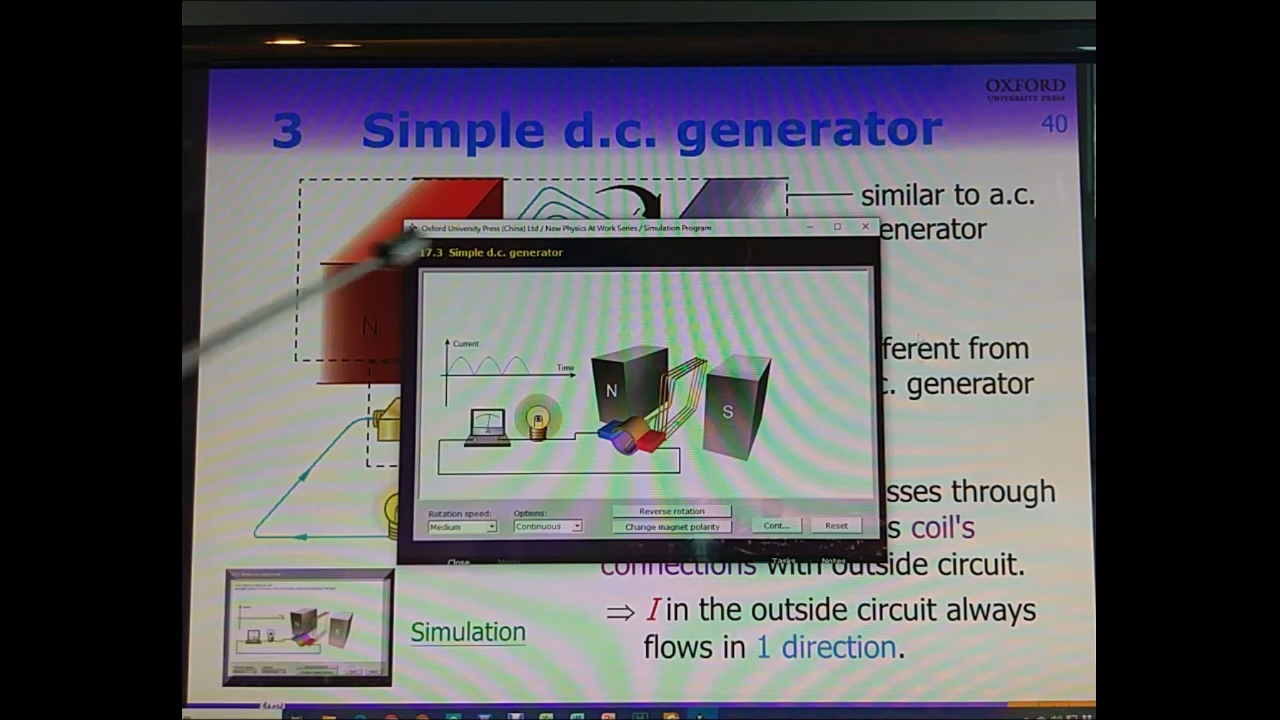 OXFORD
UNIVERSITY PRESS
3 Simple d.c. generator
40
similar to a.c.
enerator
N
Oxford University Press (China) Ltd / New Physics At Work Series / Simulation Program
17.3 Simple d.c. generator
Current
Time
N
S
A
ferent from
c. generator
Rotation speed:
Medium
Options:
Continuous
Reverse rotation
Change magnet polarity
Cont...
Reset
Close
Tasks
Notes
sses through
s coil's
connections with outside circuit.
⇒ I in the outside circuit always
flows in 1 direction.
Simulation